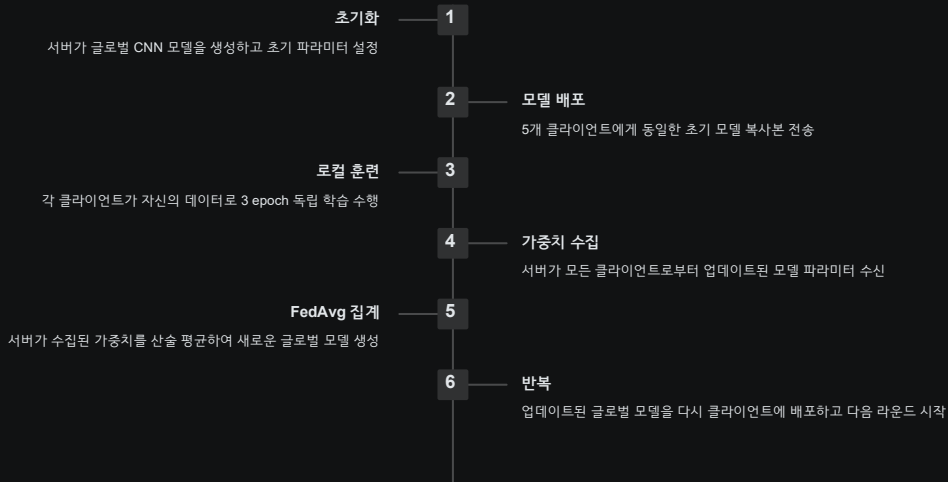 초기화
1
서버가 글로벌 CNN 모델을 생성하고 초기 파라미터 설정
2
모델 배포
5개 클라이언트에게 동일한 초기 모델 복사본 전송
로컬 훈련
3
각 클라이언트가 자신의 데이터로 3 epoch 독립 학습 수행
4
가중치 수집
서버가 모든 클라이언트로부터 업데이트된 모델 파라미터 수신
FedAvg 집계
5
서버가 수집된 가중치를 산술 평균하여 새로운 글로벌 모델 생성
6
반복
업데이트된 글로벌 모델을 다시 클라이언트에 배포하고 다음 라운드 시작